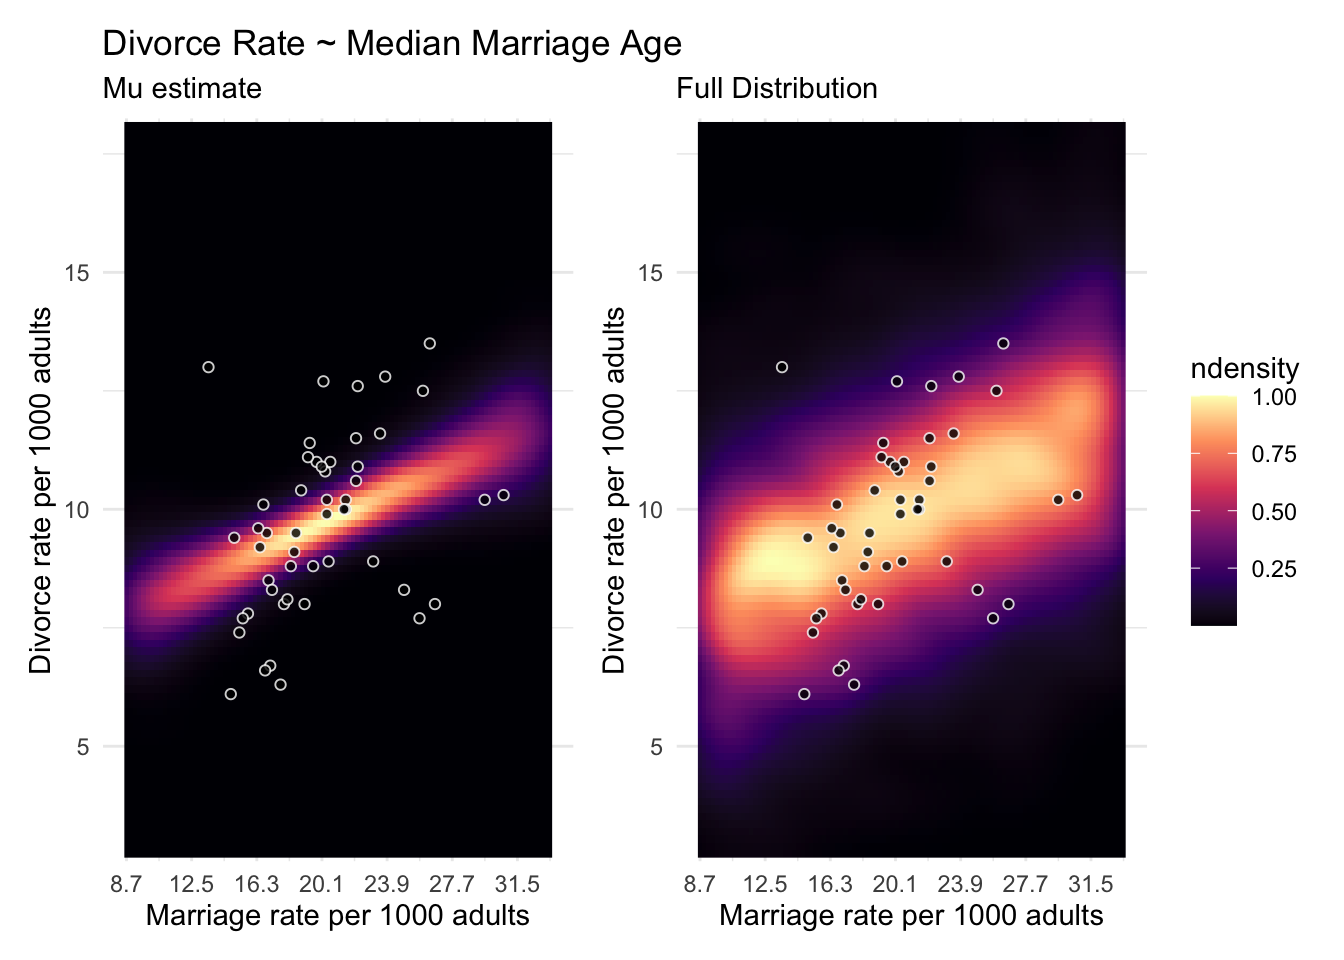 Divorce Rate ~ Median Marriage Age
Mu estimate
Full Distribution
Divorce rate per 1000 adults
15
10
5
8.7 12.5 16.3 20.1 23.9 27.7 31.5
Marriage rate per 1000 adults
Divorce rate per 1000 adults
15
10
5
8.7 12.5 16.3 20.1 23.9 27.7 31.5
Marriage rate per 1000 adults
ndensity
1.00
0.75
0.50
0.25